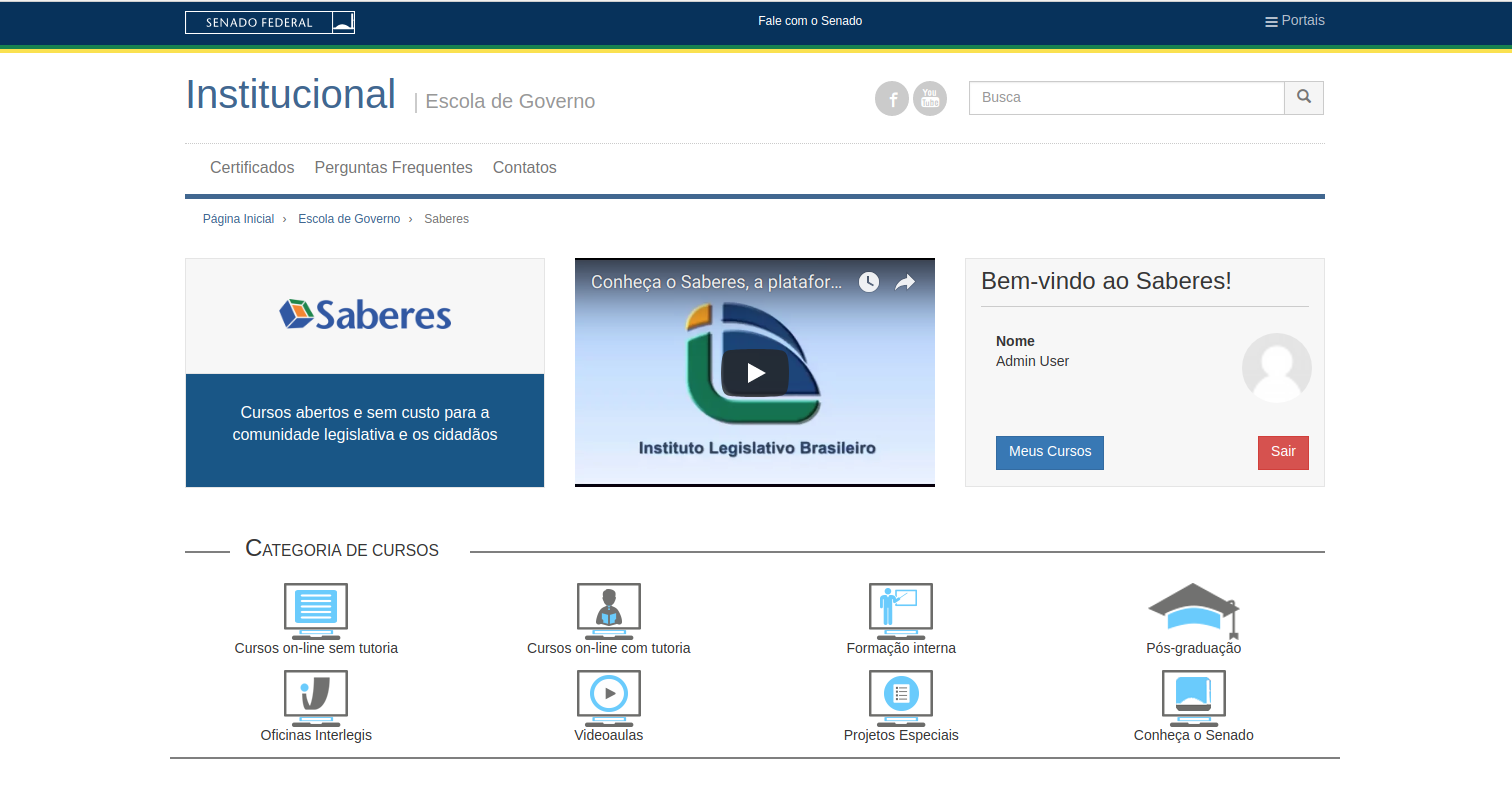 SENADO FEDERAL
Fale com o Senado
Portais
Institucional
| Escola de Governo
You
Tube
Busca
Certificados
Perguntas Frequentes
Contatos
Página Inicial › Escola de Governo › Saberes
Saberes
Cursos abertos e sem custo para a
comunidade legislativa e os cidadãos
Conheça o Saberes, a platafor...
Instituto Legislativo Brasileiro
Bem-vindo ao Saberes!
Nome
Admin User
Meus Cursos
Sair
CATEGORIA DE CURSOS
Cursos on-line sem tutoria
Cursos on-line com tutoria
Formação interna
Pós-graduação
Oficinas Interlegis
Videoaulas
Projetos Especiais
Conheça o Senado